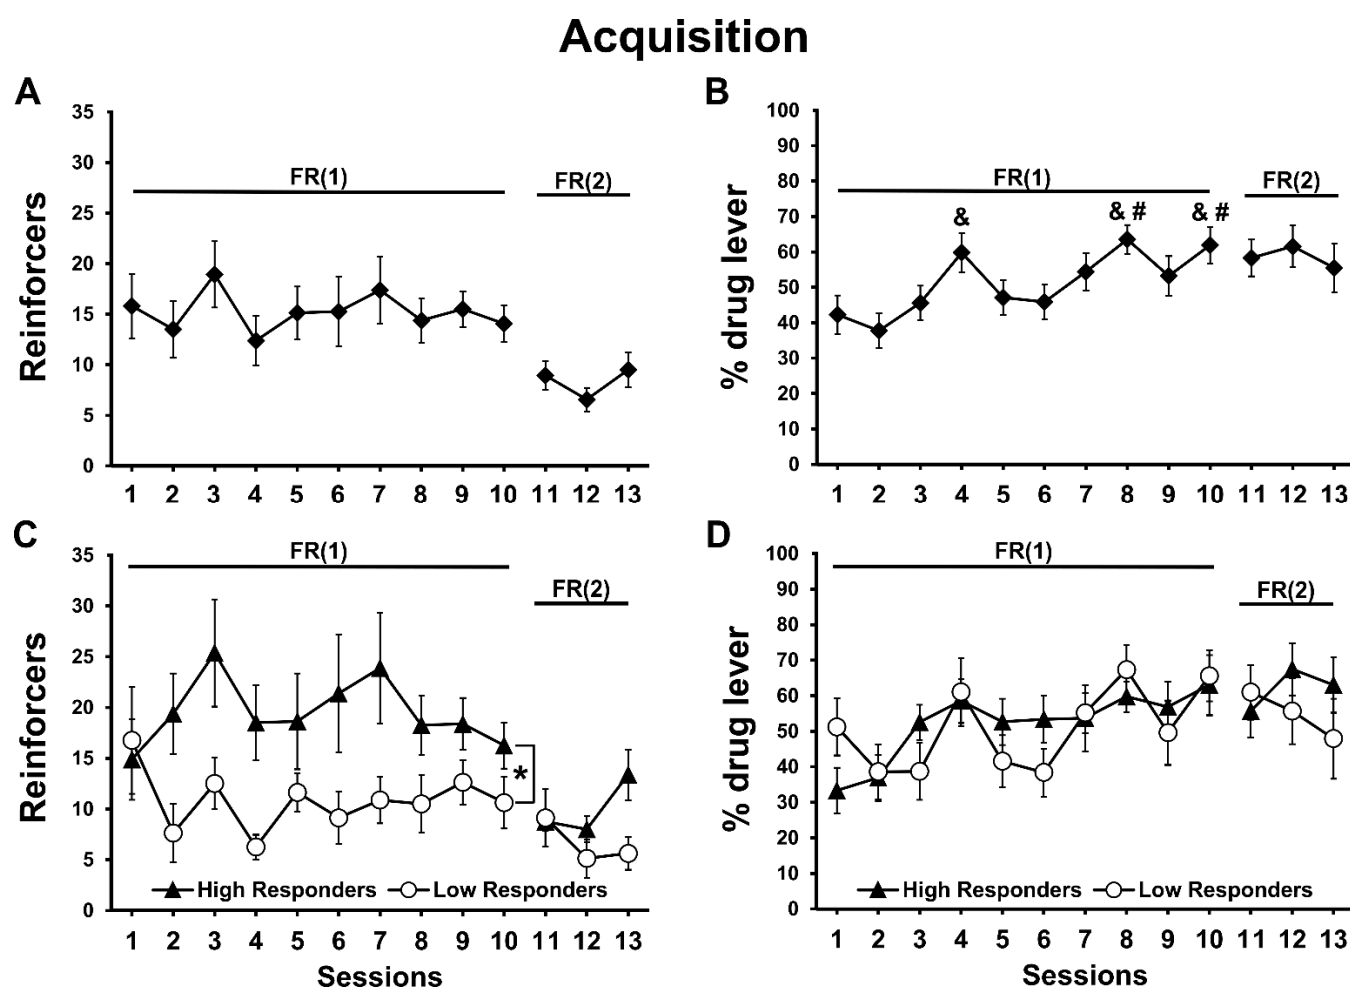 Acquisition
A
35
30
25
20
15
10
5
0
Reinforcers
FR(1)
FR(2)
1 2 3 4 5 6 7 8 9 10 11 12 13
B
100
90
80
70
60
50
40
30
20
10
0
% drug lever
FR(1)
FR(2)
&
& #
& #
1 2 3 4 5 6 7 8 9 10 11 12 13
C
35
30
25
20
15
10
5
0
Reinforcers
FR(1)
FR(2)
*
High Responders Low Responders
1 2 3 4 5 6 7 8 9 10 11 12 13
Sessions
D
100
90
80
70
60
50
40
30
20
10
0
% drug lever
FR(1)
FR(2)
High Responders Low Responders
1 2 3 4 5 6 7 8 9 10 11 12 13
Sessions